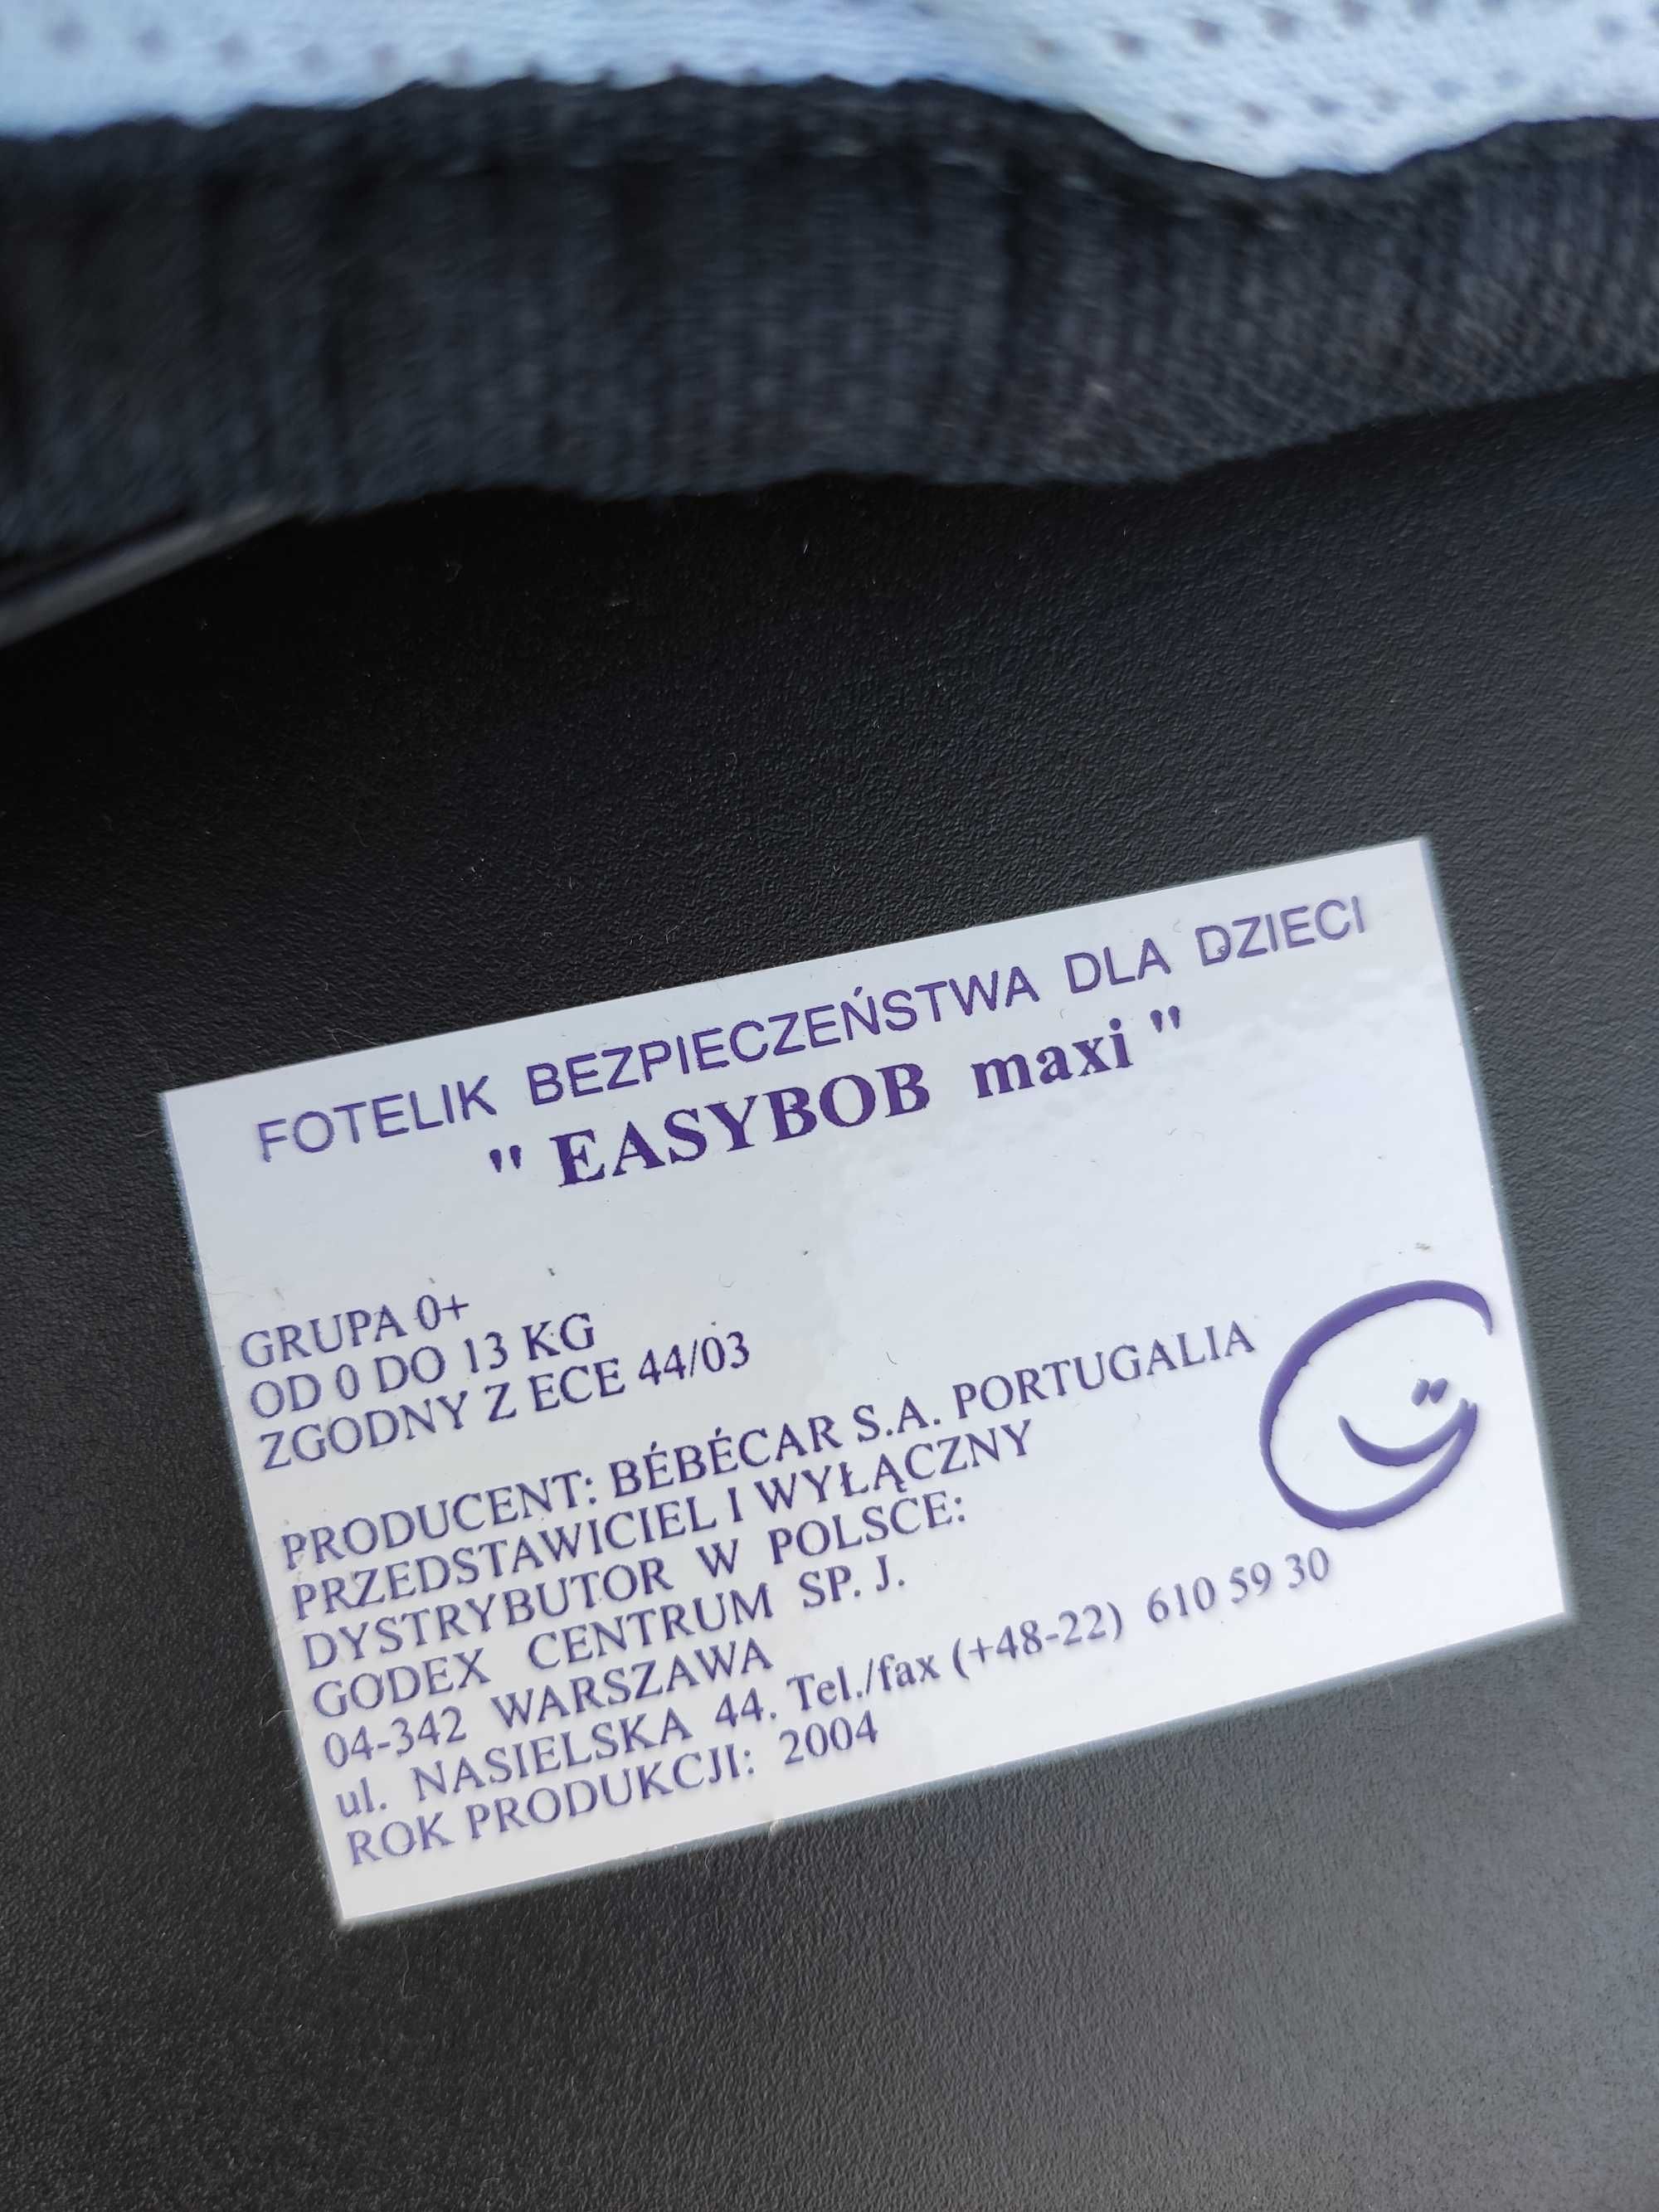 FOTELIK BEZPIECZEŃSTWA DLA DZIECI
" EASYBOB maxi "
GRUPA 0+
OD 0 DO 13 KG
ZGODNY Z ECE 44/03
PRODUCENT: BÉBÉCAR S.A. PORTUGALIA
PRZEDSTAWICIEL I WYŁĄCZNY
DYSTRYBUTOR W POLSCE:
GODEX CENTRUM SP. J.
04-342 WARSZAWA
ul. NASIELSKA 44. Tel./fax (+48-22) 610 59 30
ROK PRODUKCJI: 2004